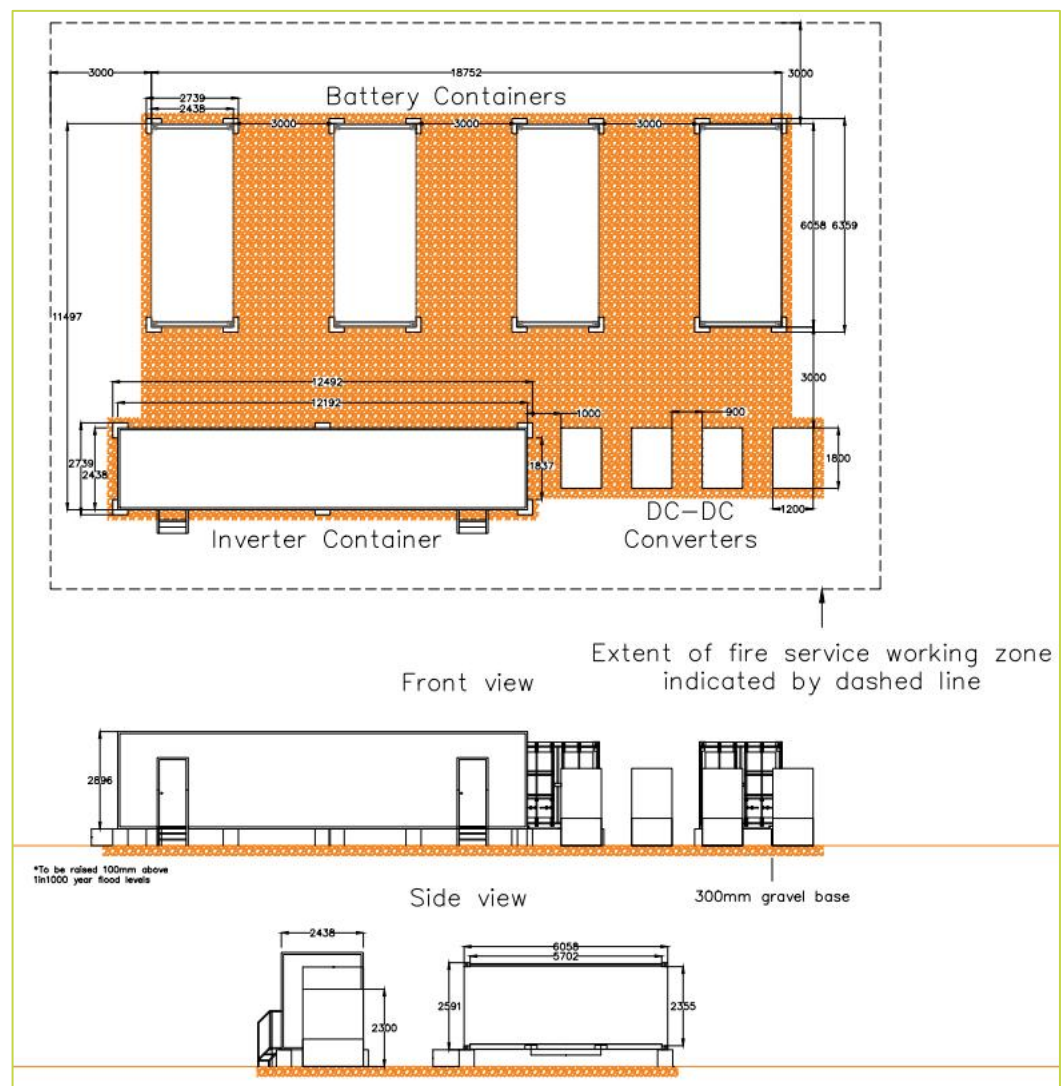 3000
18752
3000
2739
2438
Battery Containers
3000
3000
3000
6058
6359
11497
12492
3000
12192
1000
900
2739
2438
1837
1800
1200
Inverter Container
DC-DC
Converters
Extent of fire service working zone
indicated by dashed line
Front view
2896
*To be raised 100mm above
1in1000 year flood levels
300mm gravel base
Side view
2438
6058
5702
2591
2355
2300